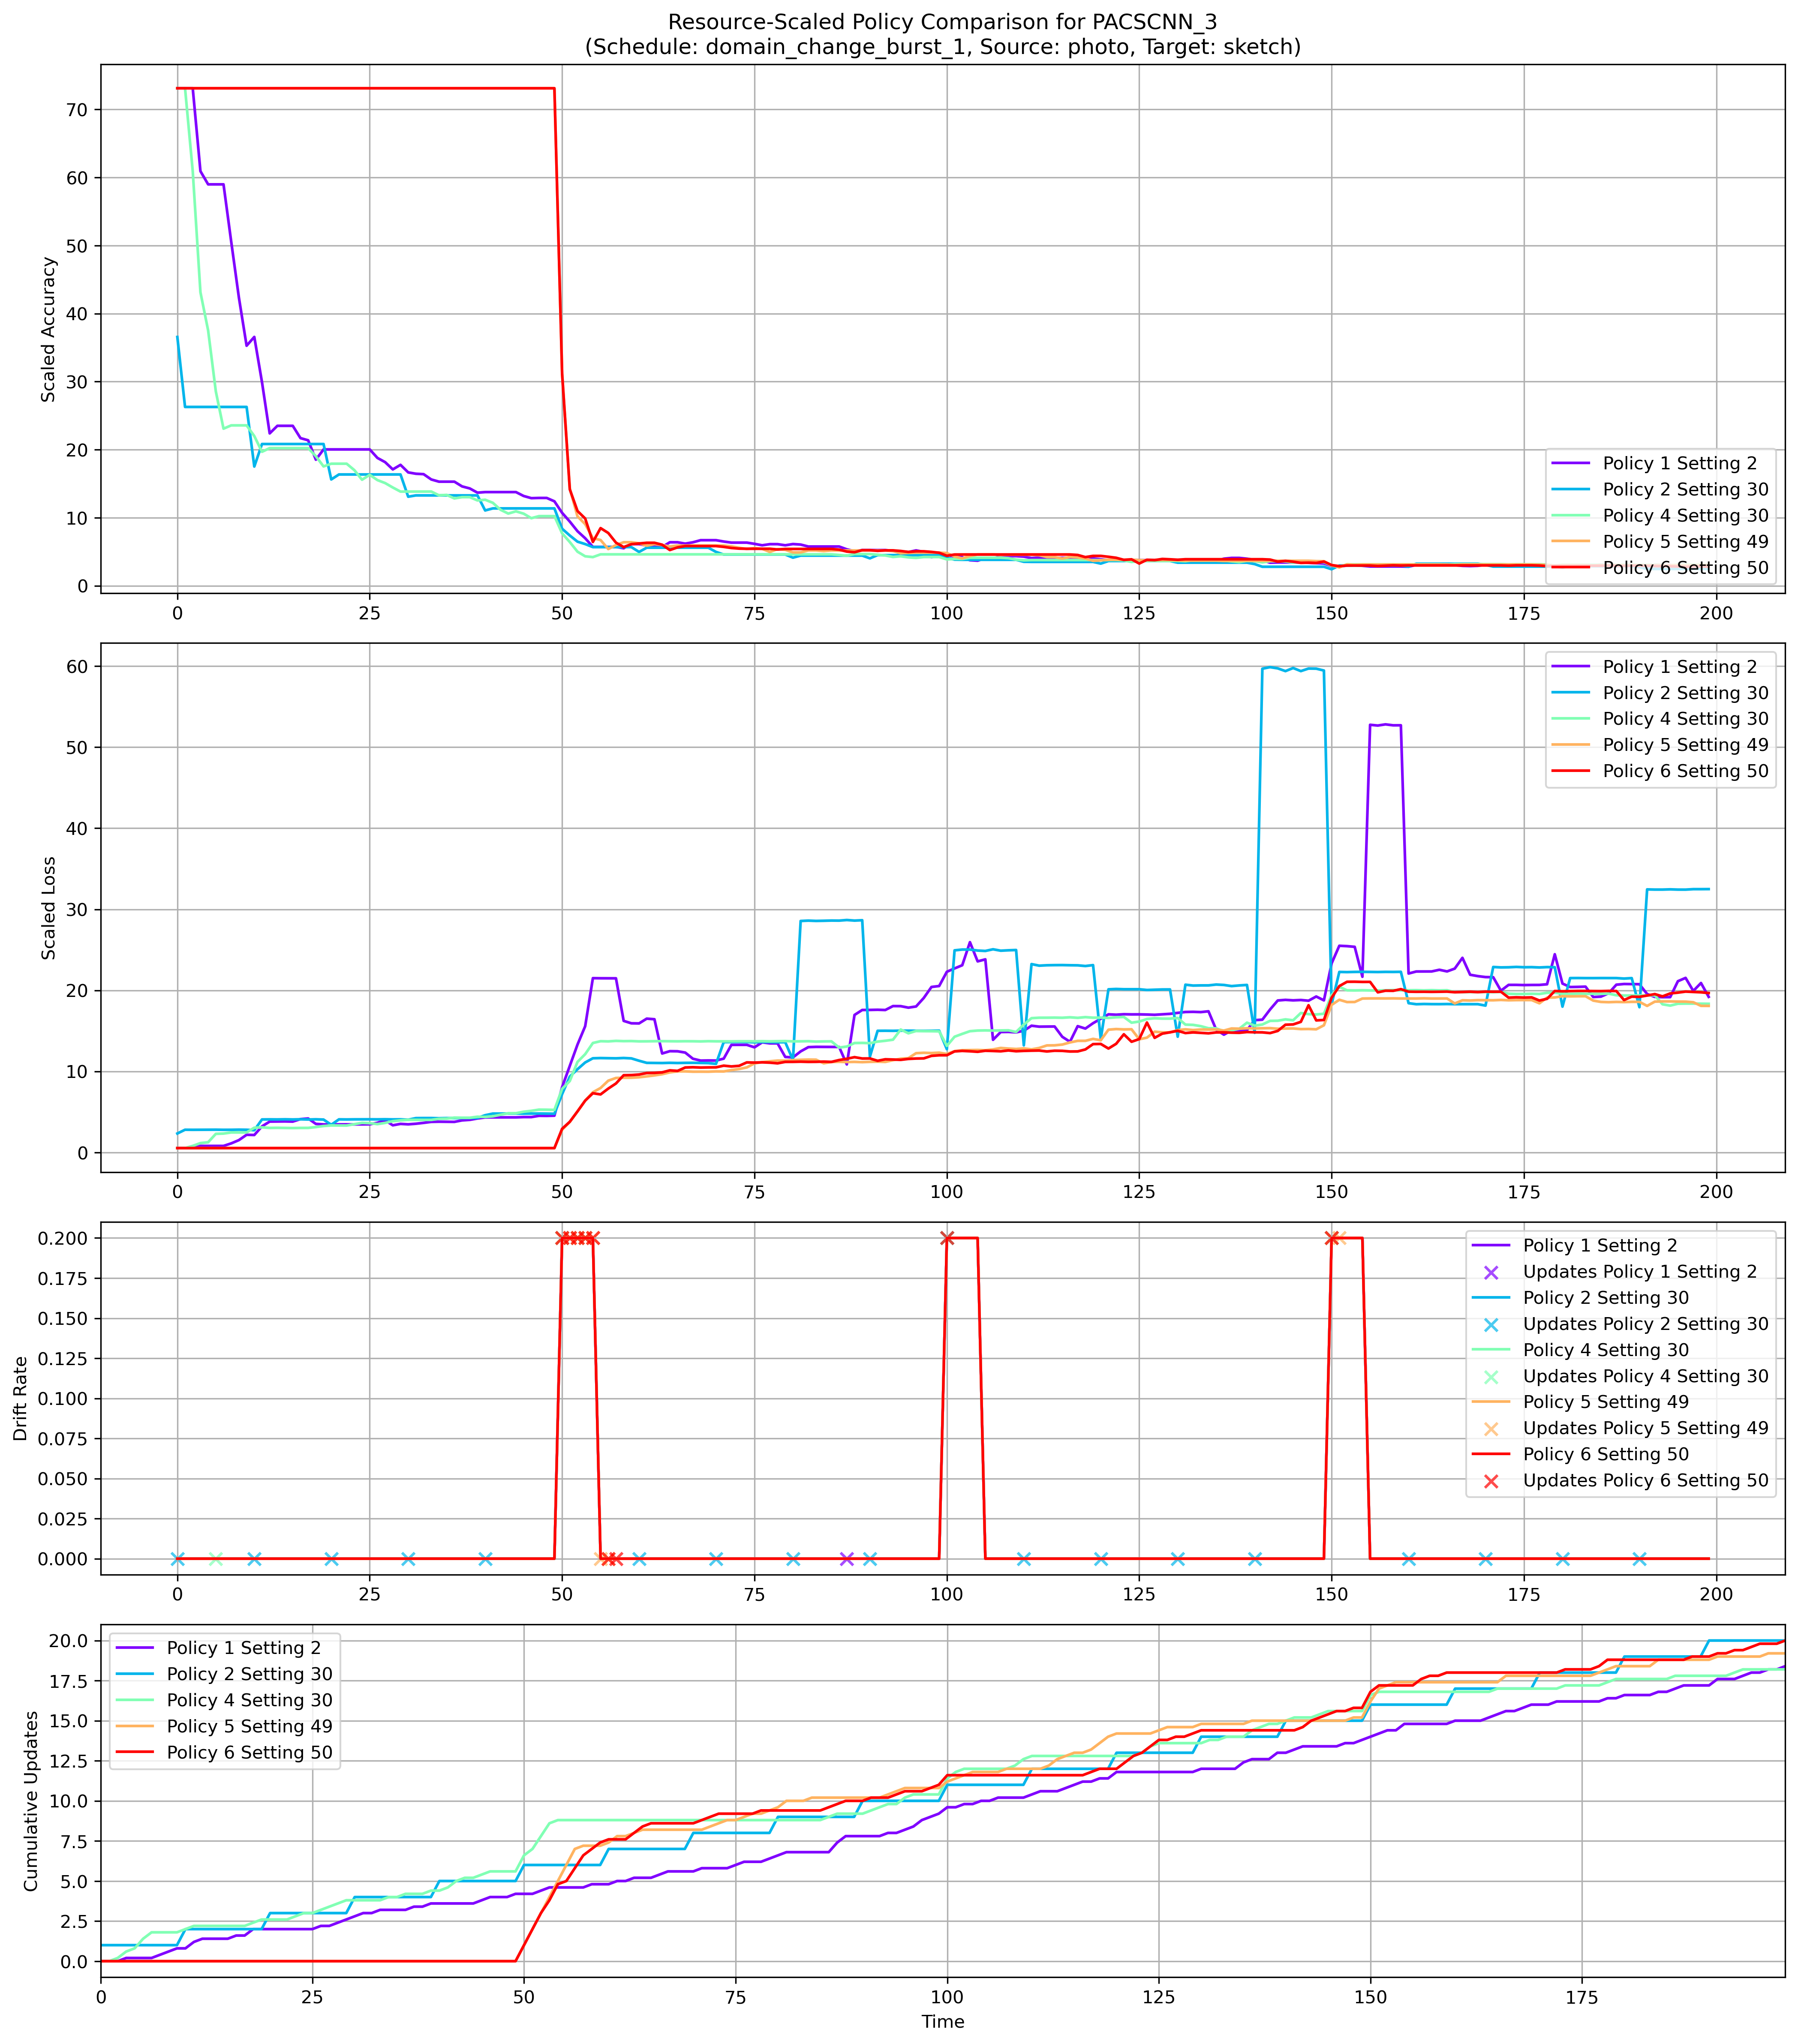 Resource-Scaled Policy Comparison for PACSCNN_3
(Schedule: domain_change_burst_1, Source: photo, Target: sketch)
Scaled Accuracy
70
60
50
40
30
20
10
0
0 25 50 75 100 125 150 175 200
Policy 1 Setting 2
Policy 2 Setting 30
Policy 4 Setting 30
Policy 5 Setting 49
Policy 6 Setting 50
Scaled Loss
60
50
40
30
20
10
0
0 25 50 75 100 125 150 175 200
Policy 1 Setting 2
Policy 2 Setting 30
Policy 4 Setting 30
Policy 5 Setting 49
Policy 6 Setting 50
Drift Rate
0.200
0.175
0.150
0.125
0.100
0.075
0.050
0.025
0.000
0 25 50 75 100 125 150 175 200
Policy 1 Setting 2
Updates Policy 1 Setting 2
Policy 2 Setting 30
Updates Policy 2 Setting 30
Policy 4 Setting 30
Updates Policy 4 Setting 30
Policy 5 Setting 49
Updates Policy 5 Setting 49
Policy 6 Setting 50
Updates Policy 6 Setting 50
Cumulative Updates
20.0
17.5
15.0
12.5
10.0
7.5
5.0
2.5
0.0
0 25 50 75 100 125 150 175
Policy 1 Setting 2
Policy 2 Setting 30
Policy 4 Setting 30
Policy 5 Setting 49
Policy 6 Setting 50
Time